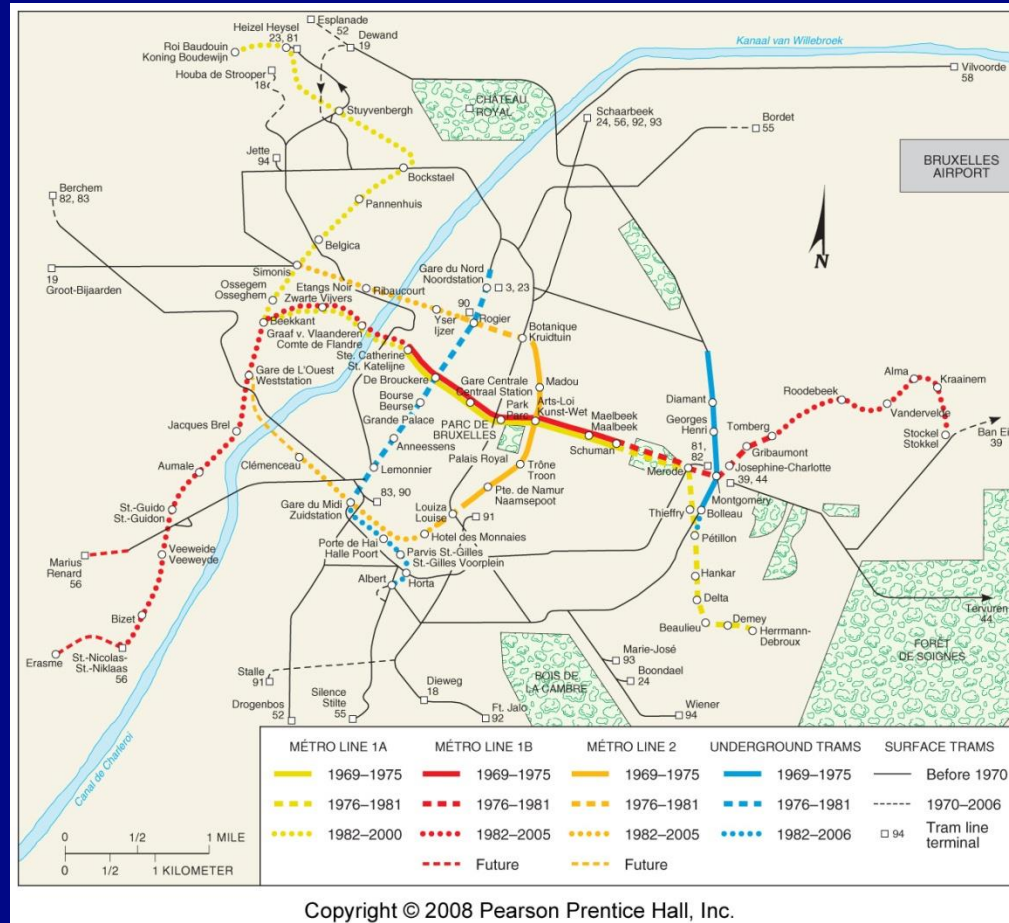 Esplanade
52
Heizel Heysel
23, 81
Dewand
19
Roi Baudouin
Koning Boudewijn
Houba de Strooper
18
Stuyvenbergh
CHÂTEAU
ROYAL
Kanaal van Willebroek
Vilvoorde
58
Schaarbeek
24, 56, 92, 93
Bordet
55
BRUXELLES
AIRPORT
Jette
94
Bockstael
Berchem
82, 83
Pannenhuis
N
Belgica
19
Groot-Bijaarden
Simonis
Gare du Nord
Noordstation
3, 23
Ossegem
Osseghem
Etangs Noir
Zwarte Vijvers
Ribaucourt
90
Rogier
Yser
Ijzer
Botanique
Kruidtuin
Beekkant
Graaf v. Vlaanderen
Comte de Flandre
Ste. Catherine
St. Katelijne
De Brouckere
Gare Centrale
Centraal Station
Madou
Gare de L'Ouest
Weststation
Bourse
Beurse
Park
Parc
Arts-Loi
Kunst-Wet
Diamant
Alma
Kraainem
Roodebeek
Vandervelde
Grande Palace
PARC DE
BRUXELLES
Maelbeek
Maalbeek
Georges
Henri
Tomberg
Jacques Brel
Anneessens
Schuman
81,
82
Gribaumont
Stockel
Stokkel
Ban Ei
39
Merode
Josephine-Charlotte
39, 44
Clémenceau
Lemonnier
Palais Royal
Trône
Troon
Aumale
Montgoméry
83, 90
Pte. de Namur
Naamsepoot
Thieffry
Bolleau
St.-Guido
St.-Guidon
Gare du Midi
Zuidstation
Louiza
Louise
91
Pétillon
Hotel des Monnaies
Marius
Renard
56
Veeweide
Veeweyde
Porte de Hal
Halle Poort
Parvis St.-Gilles
St.-Gilles Voorplein
Albert
Horta
Hankar
Delta
Tervuren
44
Bizet
Beaulieu
Demey
Herrmann-
Debroux
Erasme
St.-Nicolas-
St.-Niklaas
56
Marie-José
93
FORÊT
DE SOIGNES
Stalle
91
Boondael
24
BOIS DE
LA CAMBRE
Drogenbos
52
Silence
Stilte
55
Dieweg
18
Ft. Jalo
92
Wiener
94
Canal de Charleroi
MÉTRO LINE 1A
MÉTRO LINE 1B
MÉTRO LINE 2
UNDERGROUND TRAMS
SURFACE TRAMS
1969–1975
1969–1975
1969–1975
1969–1975
Before 1970
1976–1981
1976–1981
1976–1981
1976–1981
1970–2006
1982–2000
1982–2005
1982–2005
1982–2006
94
Tram line
terminal
Future
Future
0
1/2
1 MILE
0
1/2
1 KILOMETER
Copyright © 2008 Pearson Prentice Hall, Inc.